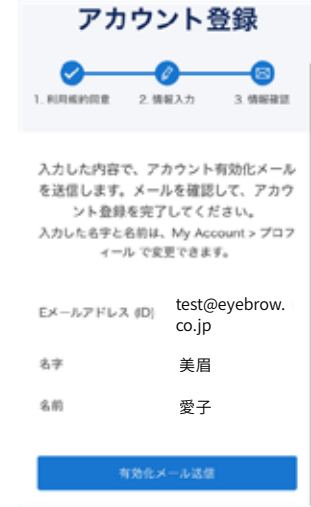 アカウント登録
1. 利用規約同意
2. 情報入力
3. 情報確認
入力した内容で、アカウント有効化メール
を送信します。メールを確認して、アカウ
ント登録を完了してください。
入力した名字と名前は、My Account > プロフ
ィール で変更できます。
Eメールアドレス (ID)
test@eyebrow.
co.jp
名字
美眉
名前
愛子
有効化メール送信